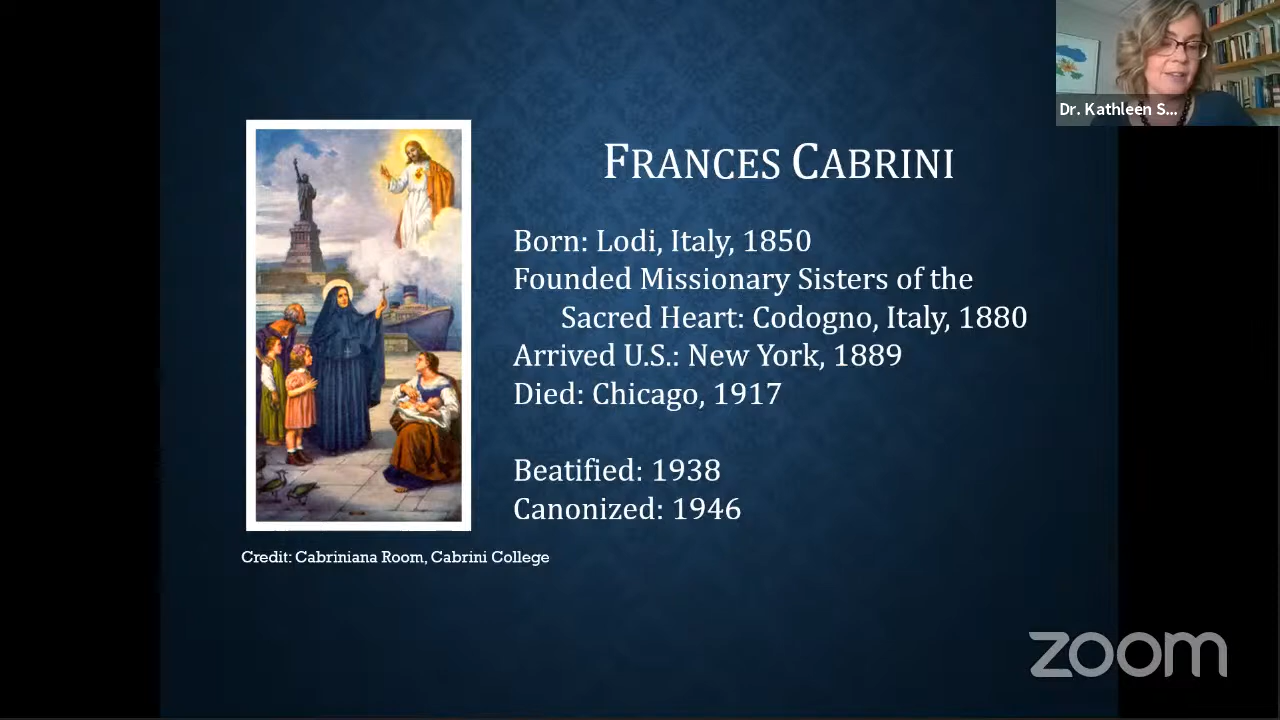 Dr. Kathleen S...
FRANCES CABRINI
Born: Lodi, Italy, 1850
Founded Missionary Sisters of the
Sacred Heart: Codogno, Italy, 1880
Arrived U.S.: New York, 1889
Died: Chicago, 1917
Beatified: 1938
Canonized: 1946
Credit: Cabriniana Room, Cabrini College
zoom